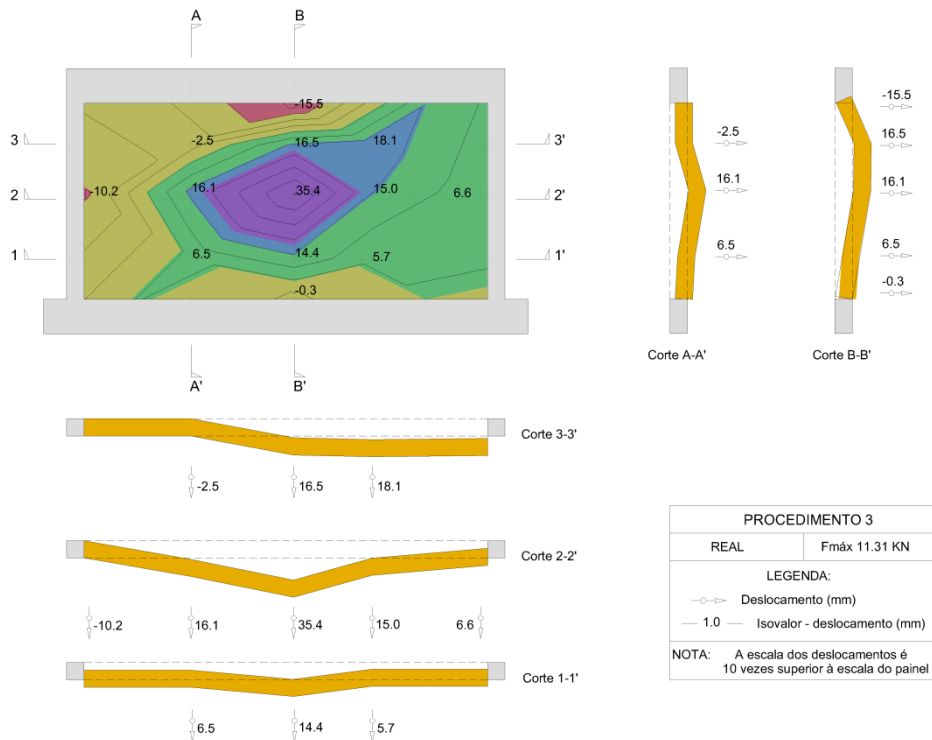 A
B
3
-15.5
-2.5
16.5
18.1
3'
2
-10.2
16.1
35.4
15.0
6.6
2'
1
6.5
14.4
5.7
1'
-0.3
A'
B'
-2.5
16.1
6.5
Corte A-A'
-15.5
16.5
16.1
6.5
-0.3
Corte B-B'
Corte 3-3'
-2.5
16.5
18.1
Corte 2-2'
-10.2
16.1
35.4
15.0
6.6
Corte 1-1'
6.5
14.4
5.7
PROCEDIMENTO 3
REAL
Fmáx 11.31 KN
LEGENDA:
Deslocamento (mm)
1.0
Isovalor - deslocamento (mm)
NOTA: A escala dos deslocamentos é
10 vezes superior à escala do painel